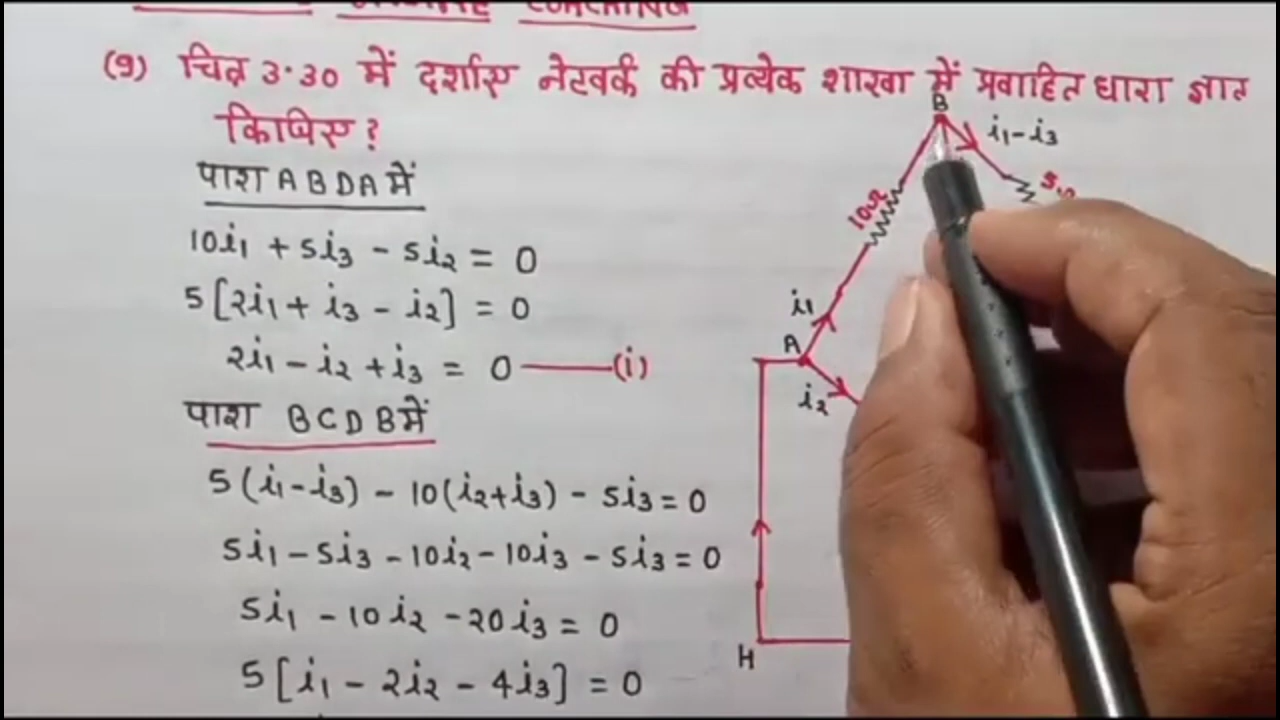 (9) चित्र 3.30 में दर्शाए नेटवर्क की प्रत्येक शाखा में प्रवाहित धारा ज्ञात
किजिए ?
पाश A B D A में
10i₁ + 5i₃ - 5i₂ = 0
5[2i₁ + i₃ - i₂] = 0
2i₁ - i₂ + i₃ = 0 —— (i)
पाश B C D B में
5(i₁-i₃) - 10(i₂+i₃) - 5i₃ = 0
5i₁ - 5i₃ - 10i₂ - 10i₃ - 5i₃ = 0
5i₁ - 10i₂ - 20i₃ = 0
5[i₁ - 2i₂ - 4i₃] = 0
B
i₁-i₃
10Ω
i₁
A
i₂
H